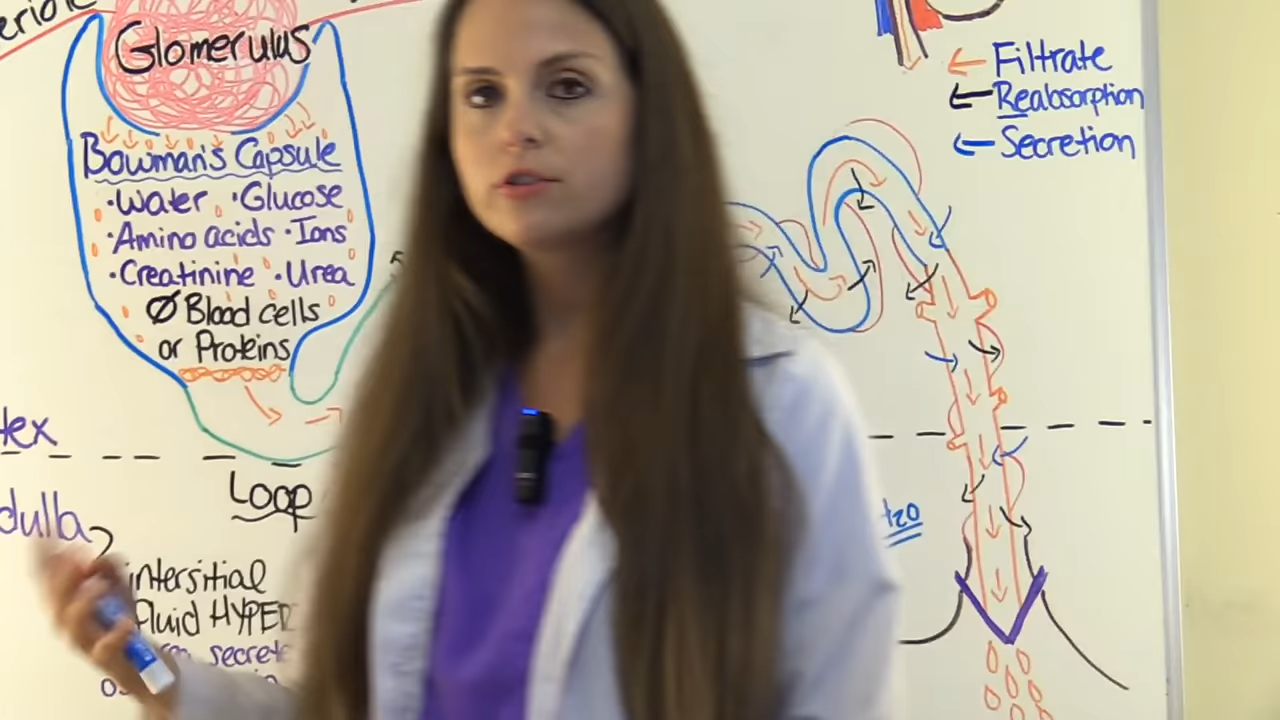 Glomerulus
Bowman's Capsule
·Water ·Glucose
·Amino acids ·Ions
·Creatinine ·Urea
Ø Blood cells
or Proteins
Filtrate
Reabsorption
Secretion
Loop
intersitial
fluid HYPER